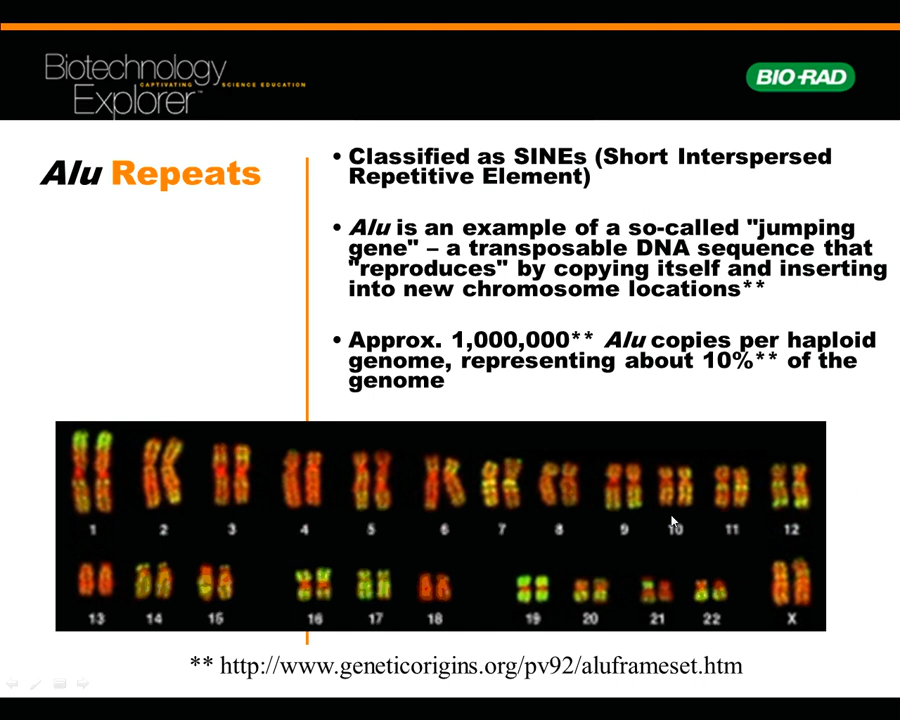 Biotechnology
CAPTIVATING SCIENCE EDUCATION
Explorer™
BIO-RAD
Alu Repeats
• Classified as SINEs (Short Interspersed
Repetitive Element)
• Alu is an example of a so-called "jumping
gene" – a transposable DNA sequence that
"reproduces" by copying itself and inserting
into new chromosome locations**
• Approx. 1,000,000** Alu copies per haploid
genome, representing about 10%** of the
genome
1 2 3 4 5 6 7 8 9 10 11 12
13 14 15 16 17 18 19 20 21 22 X
** http://www.geneticorigins.org/pv92/aluframeset.htm